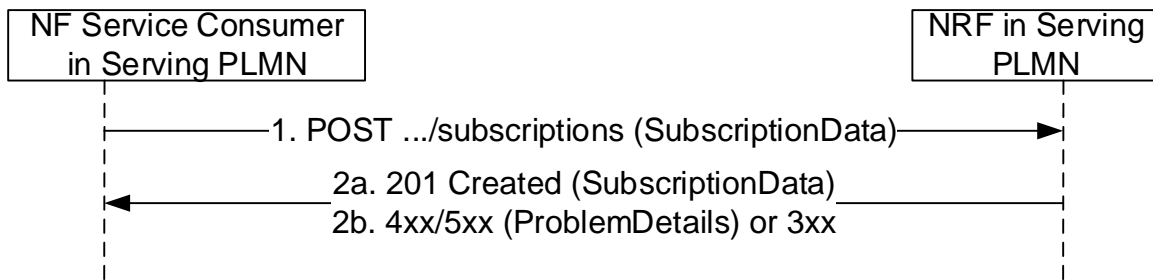 NF Service Consumer
in Serving PLMN
NRF in Serving
PLMN
1. POST .../subscriptions (SubscriptionData)
2a. 201 Created (SubscriptionData)
2b. 4xx/5xx (ProblemDetails) or 3xx